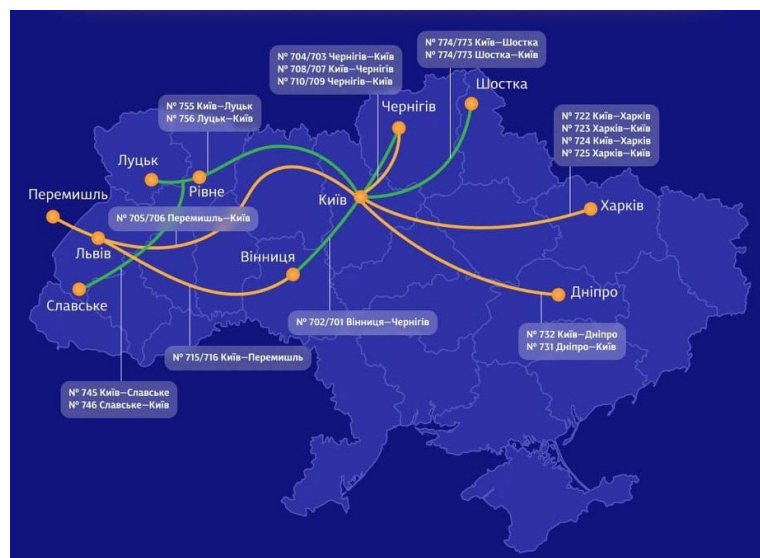 № 704/703 Чернігів–Київ
№ 708/707 Київ–Чернігів
№ 710/709 Чернігів–Київ
№ 774/773 Київ–Шостка
№ 774/773 Шостка–Київ
Шостка
Чернігів
№ 755 Київ–Луцьк
№ 756 Луцьк–Київ
№ 722 Київ–Харків
№ 723 Харків–Київ
№ 724 Київ–Харків
№ 725 Харків–Київ
Луцьк
Рівне
Перемишль
Київ
Харків
№ 705/706 Перемишль–Київ
Львів
Вінниця
Славське
Дніпро
№ 702/701 Вінниця–Чернігів
№ 732 Київ–Дніпро
№ 731 Дніпро–Київ
№ 715/716 Київ–Перемишль
№ 745 Київ–Славське
№ 746 Славське–Київ